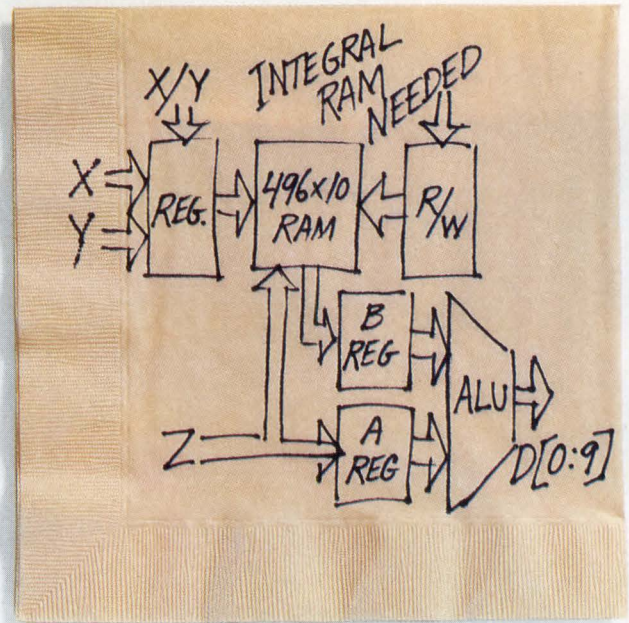 X/Y
INTEGRAL
RAM
NEEDED
X
Y
REG.
496x10
RAM
R/W
B
REG
ALU
Z
A
REG
D[0:9]